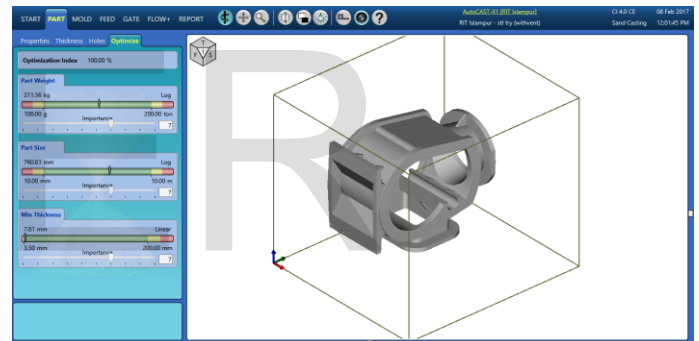 START PART MOLD FEED GATE FLOW+ REPORT
AutoCAST-X1 [RIT Islampur]
CI 4.0 CE 08 Feb 2017
RIT Islampur - stl try (withvent)
Sand Casting 12:01:45 PM
Properties Thickness Holes Optimize
Optimization Index 100.00 %
Part Weight
211.56 kg Log
100.00 g Importance 200.00 ton
7
Part Size
760.61 mm Log
10.00 mm Importance 10.00 m
7
Min Thickness
7.61 mm Linear
3.50 mm Importance 200.00 mm
7
R